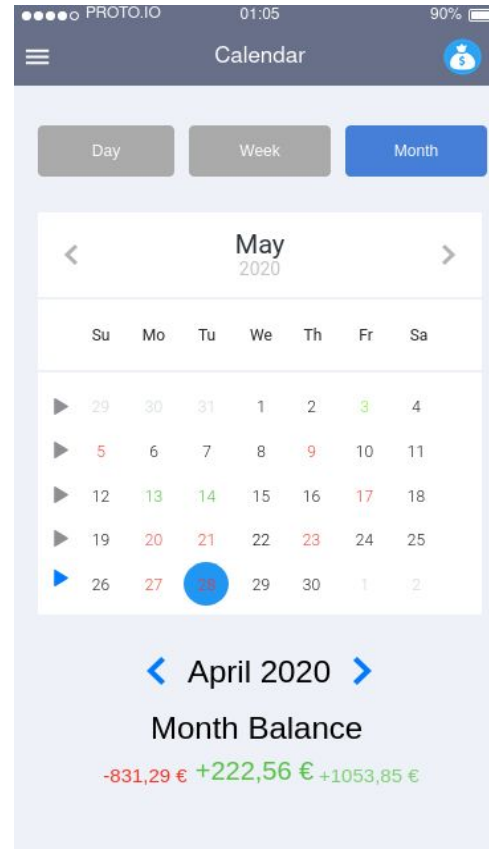 PROTO.IO 01:05 90%
Calendar
$
Day Week Month
May
2020
Su Mo Tu We Th Fr Sa
29 30 31 1 2 3 4
5 6 7 8 9 10 11
12 13 14 15 16 17 18
19 20 21 22 23 24 25
26 27 28 29 30 1 2
April 2020
Month Balance
-831,29 € +222,56 € +1053,85 €